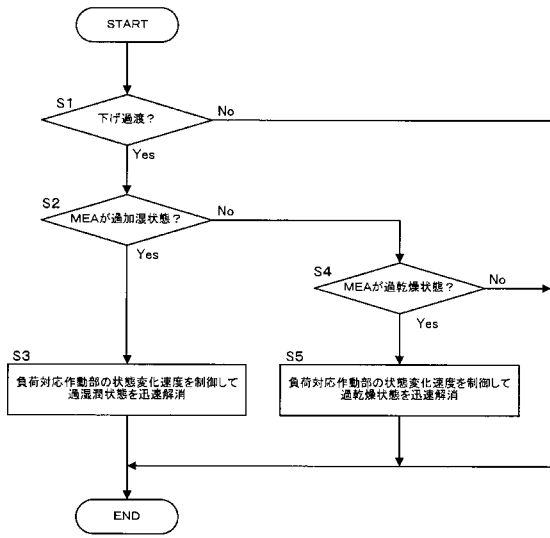 START
S1
下げ過渡？
No
Yes
S2
MEAが過加湿状態？
No
Yes
S4
MEAが過乾燥状態？
No
Yes
S3
負荷対応作動部の状態変化速度を制御して
過湿潤状態を迅速解消
S5
負荷対応作動部の状態変化速度を制御して
過乾燥状態を迅速解消
END